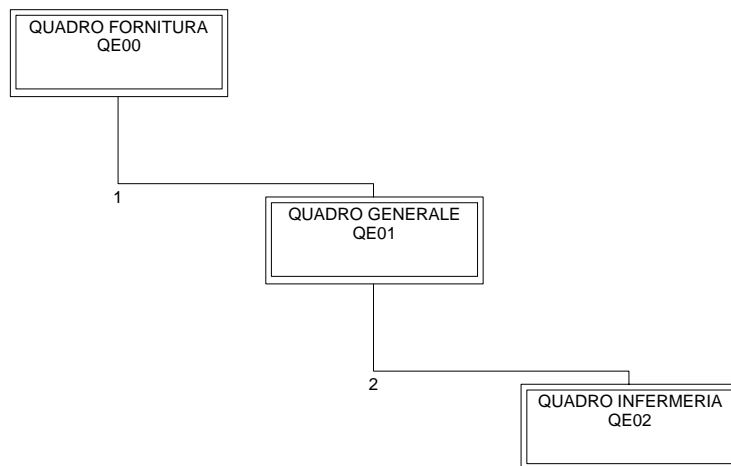 QUADRO FORNITURA
QE00
1
QUADRO GENERALE
QE01
2
QUADRO INFERMERIA
QE02